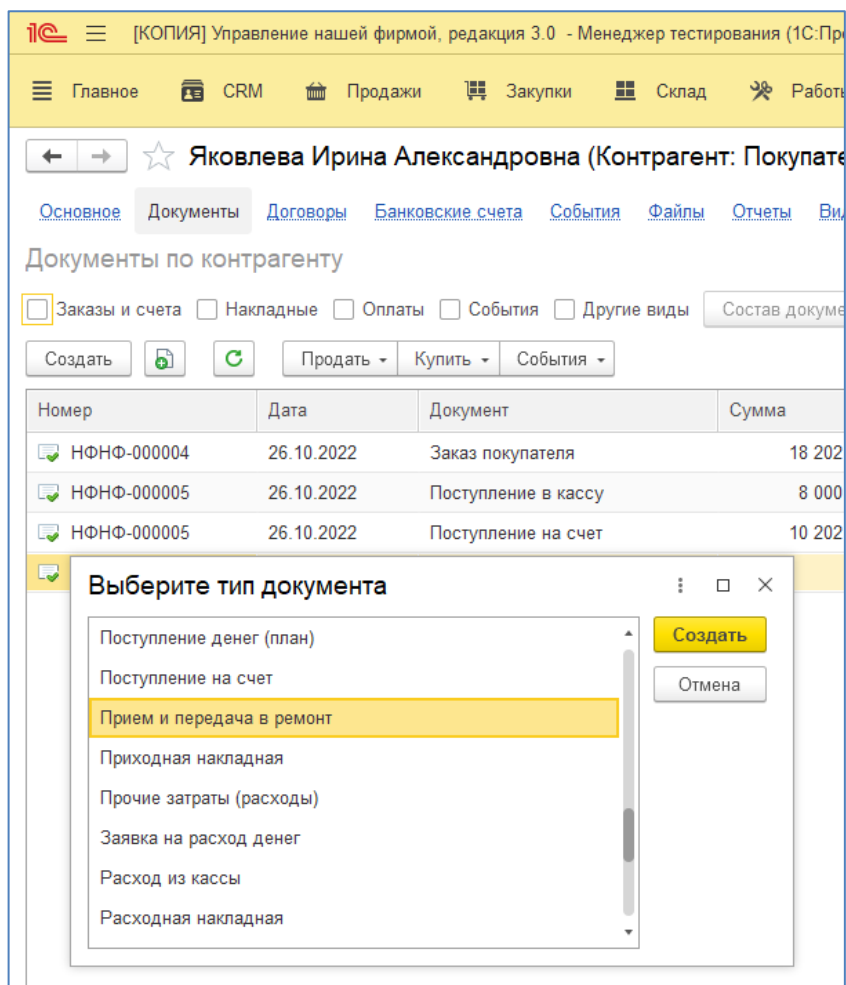 1С [КОПИЯ] Управление нашей фирмой, редакция 3.0 - Менеджер тестирования (1С:Пр
Главное CRM Продажи Закупки Склад Работы
Яковлева Ирина Александровна (Контрагент: Покупате
Основное Документы Договоры Банковские счета События Файлы Отчеты Ви
Документы по контрагенту
Заказы и счета Накладные Оплаты События Другие виды Состав докуме
Создать Продать Купить События
Номер Дата Документ Сумма
НФНФ-000004 26.10.2022 Заказ покупателя 18 202
НФНФ-000005 26.10.2022 Поступление в кассу 8 000
НФНФ-000005 26.10.2022 Поступление на счет 10 202
Выберите тип документа
Поступление денег (план) Создать
Поступление на счет Отмена
Прием и передача в ремонт
Приходная накладная
Прочие затраты (расходы)
Заявка на расход денег
Расход из кассы
Расходная накладная